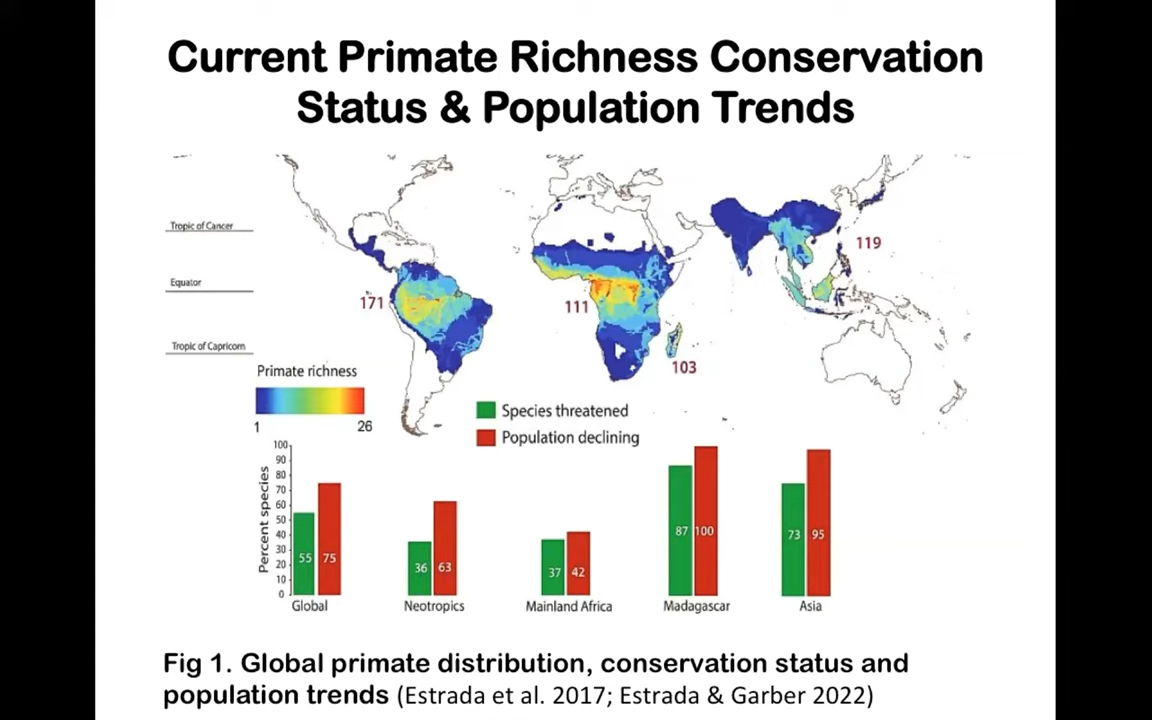 Current Primate Richness Conservation
Status & Population Trends
Tropic of Cancer
119
Equator
171
111
Tropic of Capricorn
103
Primate richness
1 26
Species threatened
Population declining
Percent species
100
90
80
70
60
50
40
30
20
10
0
55 75
36 63
37 42
87 100
73 95
Global
Neotropics
Mainland Africa
Madagascar
Asia
Fig 1. Global primate distribution, conservation status and
population trends (Estrada et al. 2017; Estrada & Garber 2022)